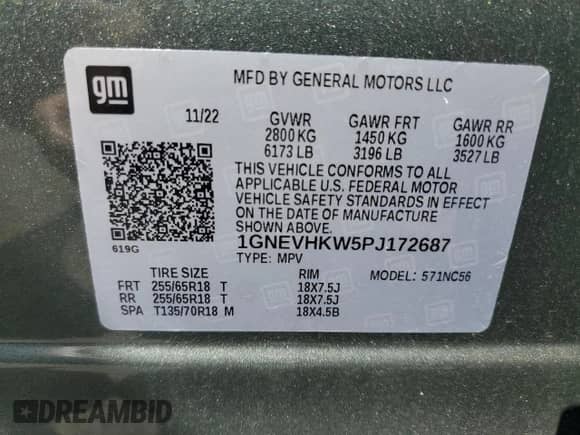 gm
MFD BY GENERAL MOTORS LLC
11/22 GVWR GAWR FRT GAWR RR
2800 KG 1450 KG 1600 KG
6173 LB 3196 LB 3527 LB
THIS VEHICLE CONFORMS TO ALL
APPLICABLE U.S. FEDERAL MOTOR
VEHICLE SAFETY STANDARDS IN EFFECT
ON THE DATE OF MANUFACTURE
SHOWN ABOVE.
619G
1GNEVHKW5PJ172687
TYPE: MPV MODEL: 571NC56
TIRE SIZE RIM
FRT 255/65R18 T 18X7.5J
RR 255/65R18 T 18X7.5J
SPA T135/70R18 M 18X4.5B
DREAMBID